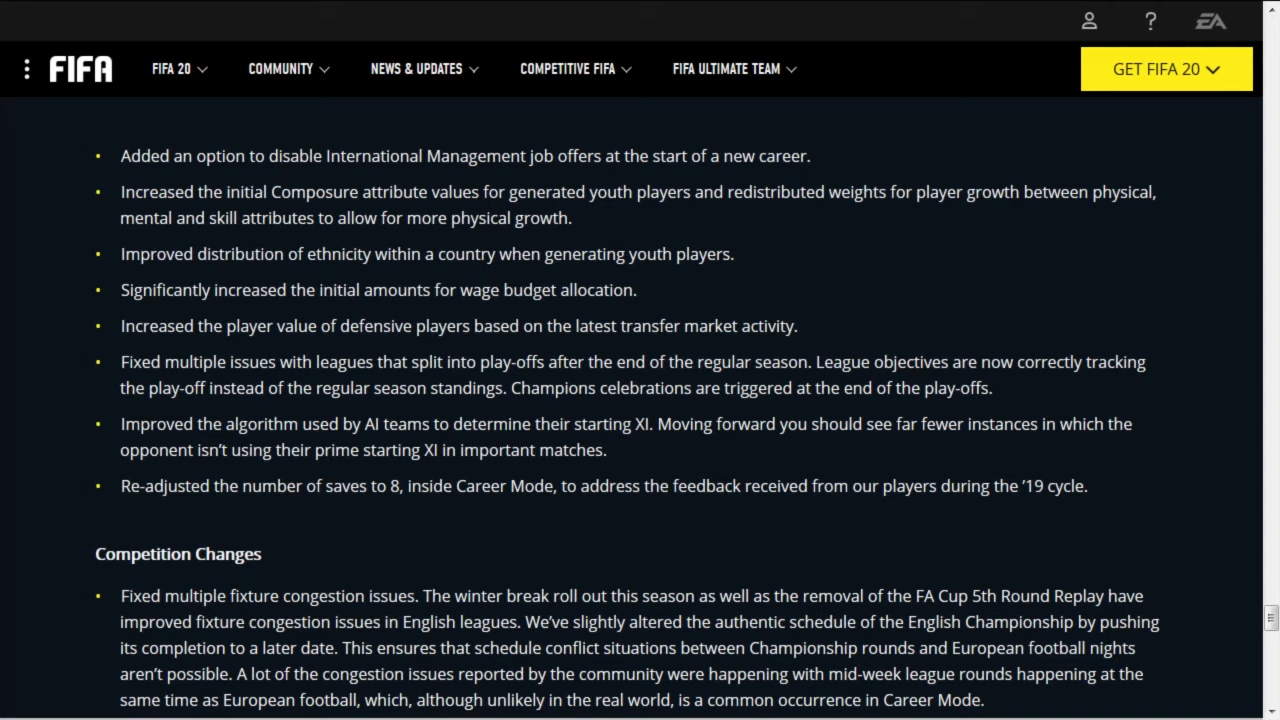 ?
EA
FIFA
FIFA 20
COMMUNITY
NEWS & UPDATES
COMPETITIVE FIFA
FIFA ULTIMATE TEAM
GET FIFA 20
• Added an option to disable International Management job offers at the start of a new career.
• Increased the initial Composure attribute values for generated youth players and redistributed weights for player growth between physical,
mental and skill attributes to allow for more physical growth.
• Improved distribution of ethnicity within a country when generating youth players.
• Significantly increased the initial amounts for wage budget allocation.
• Increased the player value of defensive players based on the latest transfer market activity.
• Fixed multiple issues with leagues that split into play-offs after the end of the regular season. League objectives are now correctly tracking
the play-off instead of the regular season standings. Champions celebrations are triggered at the end of the play-offs.
• Improved the algorithm used by AI teams to determine their starting XI. Moving forward you should see far fewer instances in which the
opponent isn’t using their prime starting XI in important matches.
• Re-adjusted the number of saves to 8, inside Career Mode, to address the feedback received from our players during the ’19 cycle.
Competition Changes
• Fixed multiple fixture congestion issues. The winter break roll out this season as well as the removal of the FA Cup 5th Round Replay have
improved fixture congestion issues in English leagues. We’ve slightly altered the authentic schedule of the English Championship by pushing
its completion to a later date. This ensures that schedule conflict situations between Championship rounds and European football nights
aren’t possible. A lot of the congestion issues reported by the community were happening with mid-week league rounds happening at the
same time as European football, which, although unlikely in the real world, is a common occurrence in Career Mode.